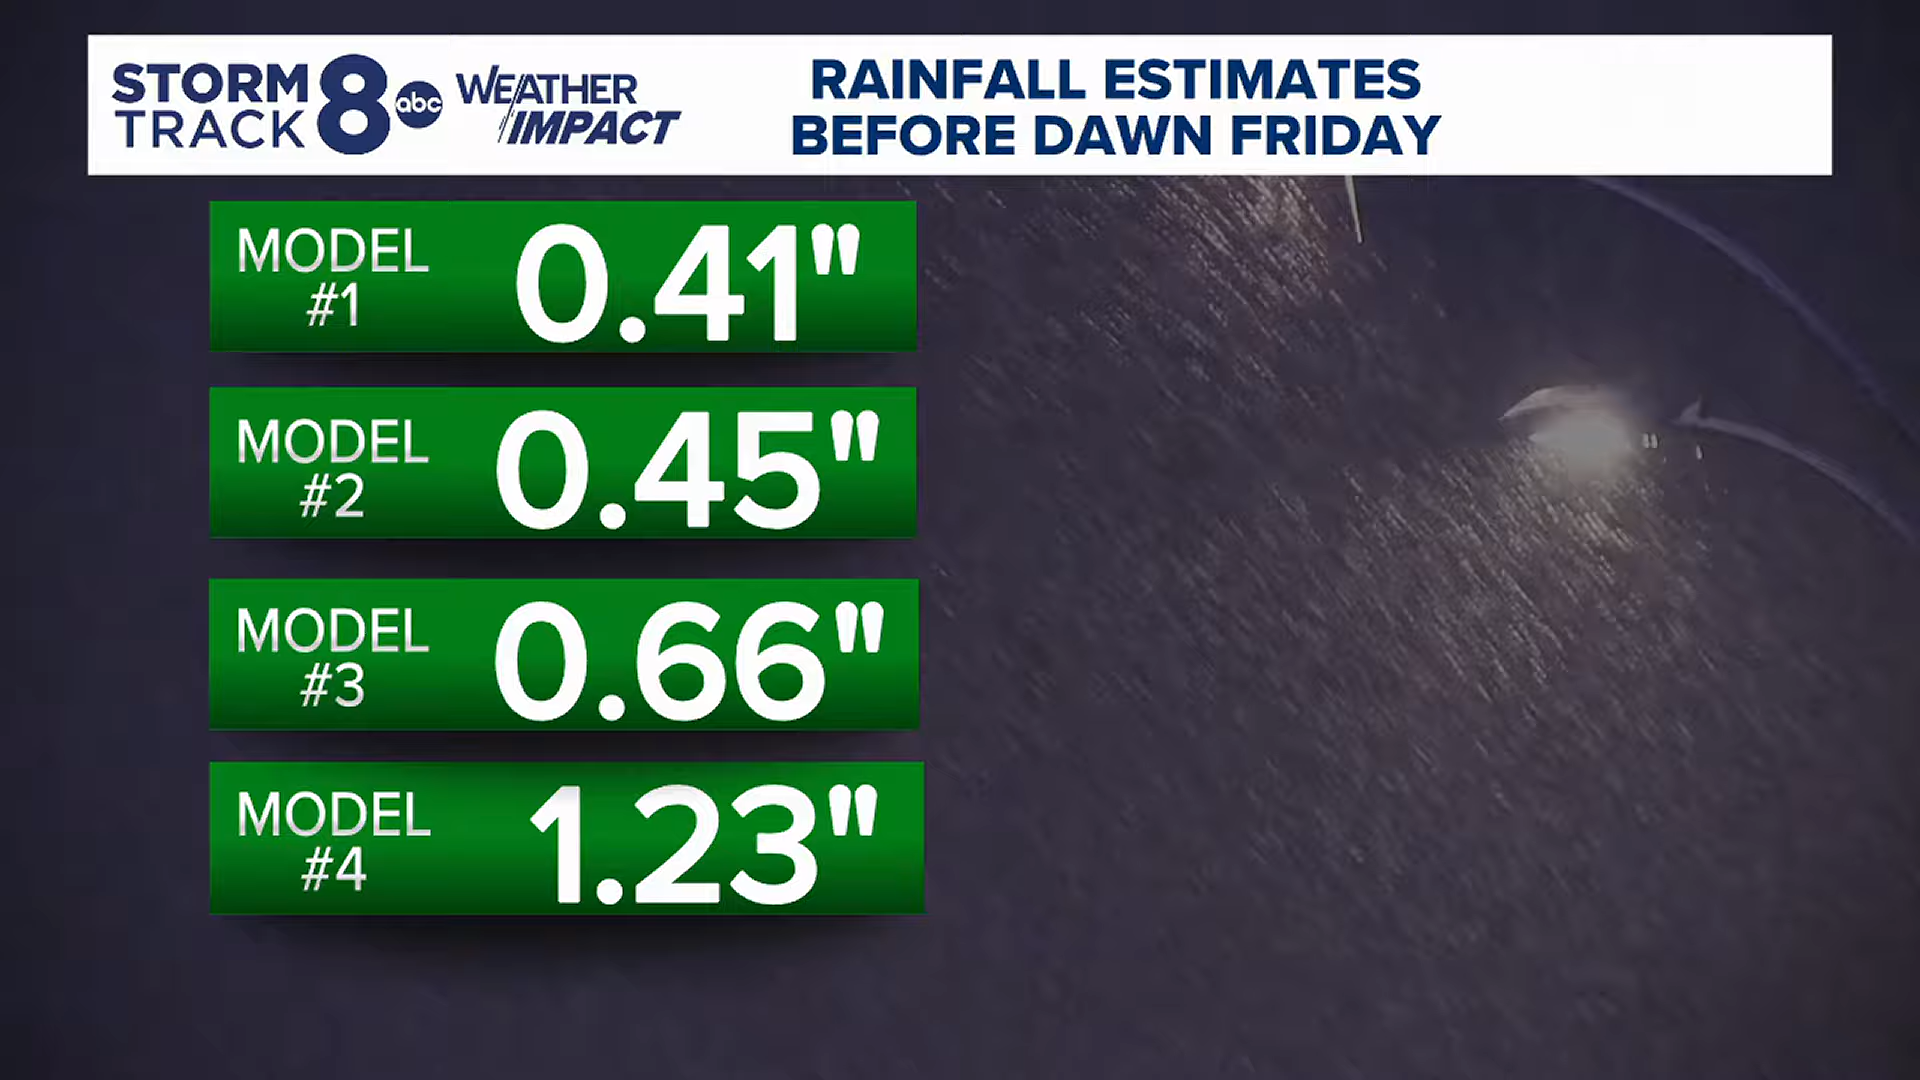 STORM
TRACK
8
abc
WEATHER
IMPACT
RAINFALL ESTIMATES
BEFORE DAWN FRIDAY
MODEL
#1
0.41"
MODEL
#2
0.45"
MODEL
#3
0.66"
MODEL
#4
1.23"